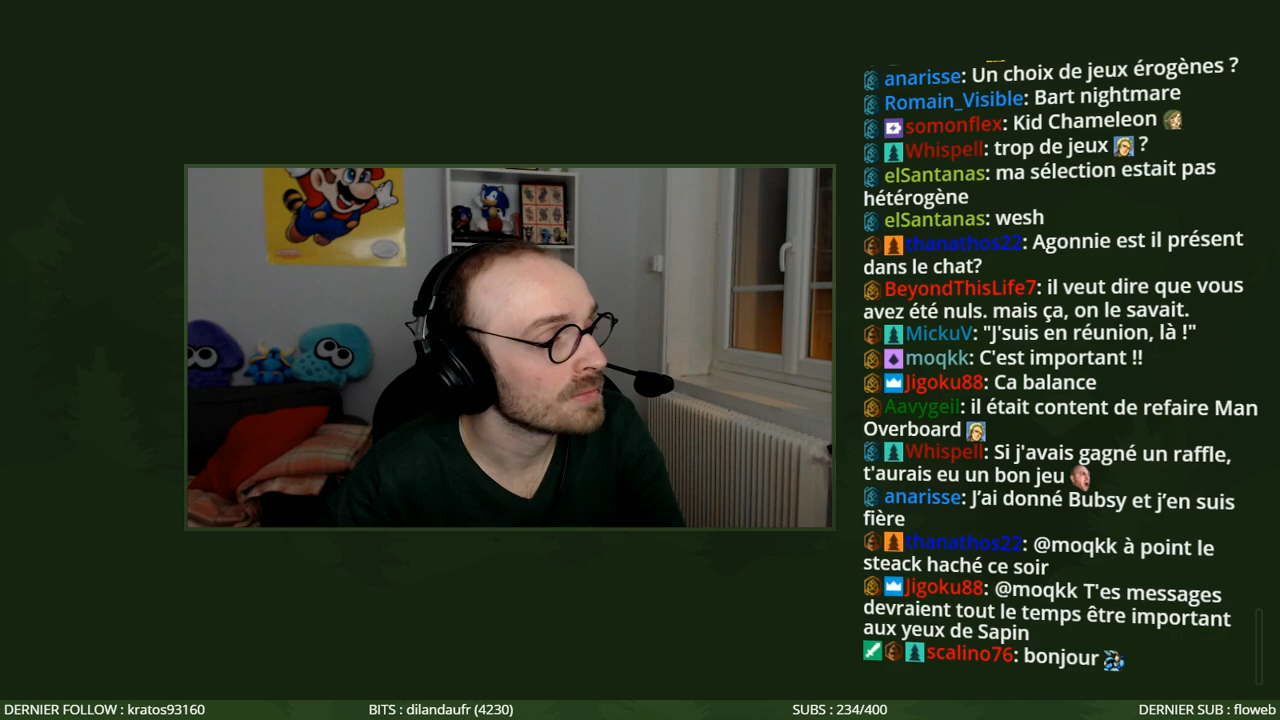 anarisse: Un choix de jeux érogènes ?
Romain_Visible: Bart nightmare
somonflex: Kid Chameleon
Whispell: trop de jeux ?
elSantanas: ma sélection estait pas
hétérogène
elSantanas: wesh
thanathos22: Agonnie est il présent
dans le chat?
BeyondThisLife7: il veut dire que vous
avez été nuls. mais ça, on le savait.
MickuV: "J'suis en réunion, là !"
moqkk: C'est important !!
Jigoku88: Ca balance
Aavygeil: il était content de refaire Man
Overboard
Whispell: Si j'avais gagné un raffle,
t'aurais eu un bon jeu
anarisse: J’ai donné Bubsy et j’en suis
fière
thanathos22: @moqkk à point le
steack haché ce soir
Jigoku88: @moqkk T'es messages
devraient tout le temps être important
aux yeux de Sapin
scalino76: bonjour
DERNIER FOLLOW : kratos93160
BITS : dilandaufr (4230)
SUBS : 234/400
DERNIER SUB : floweb